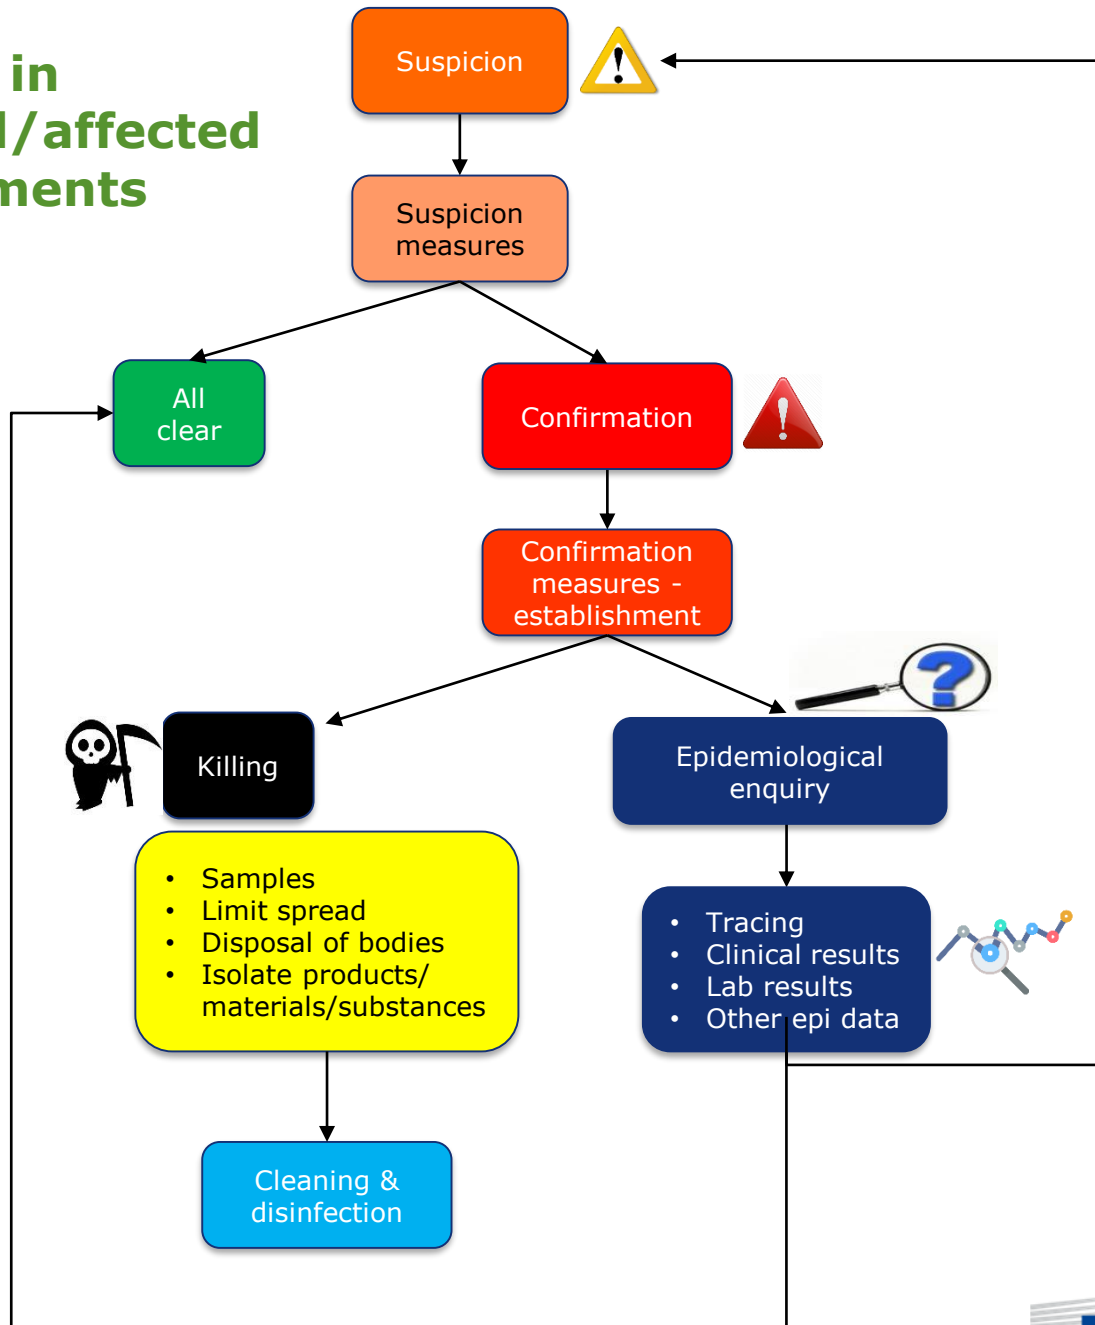 in
/affected
ments
Suspicion
Suspicion
measures
All
clear
Confirmation
Confirmation
measures -
establishment
Killing
Epidemiological
enquiry
• Samples
• Limit spread
• Disposal of bodies
• Isolate products/
materials/substances
• Tracing
• Clinical results
• Lab results
• Other epi data
Cleaning &
disinfection